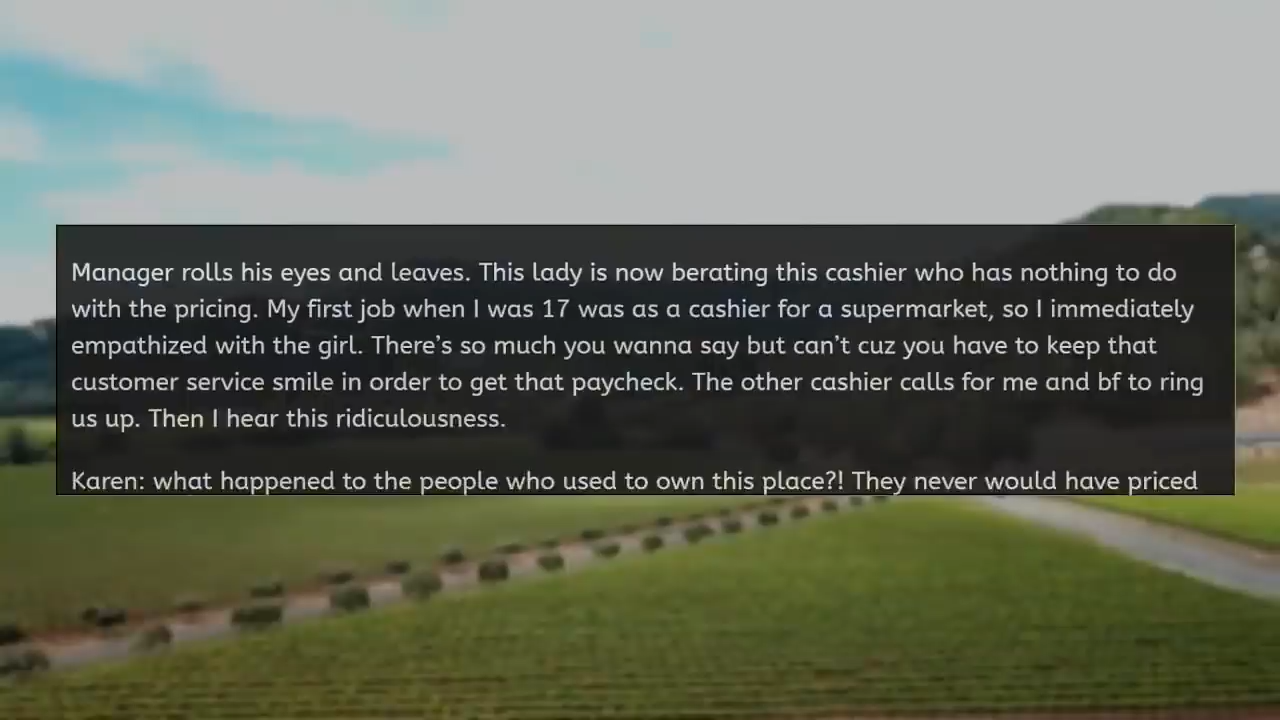 Manager rolls his eyes and leaves. This lady is now berating this cashier who has nothing to do
with the pricing. My first job when I was 17 was as a cashier for a supermarket, so I immediately
empathized with the girl. There’s so much you wanna say but can’t cuz you have to keep that
customer service smile in order to get that paycheck. The other cashier calls for me and bf to ring
us up. Then I hear this ridiculousness.
Karen: what happened to the people who used to own this place?! They never would have priced